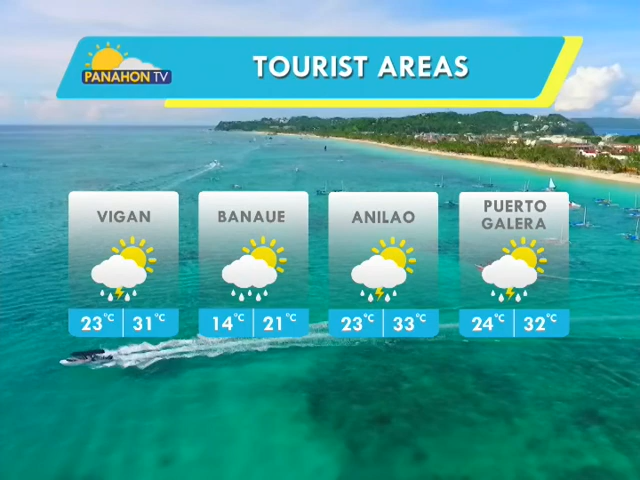 PANAHON TV
TOURIST AREAS
VIGAN
23°C 31°C
BANAUE
14°C 21°C
ANILAO
23°C 33°C
PUERTO
GALERA
24°C 32°C